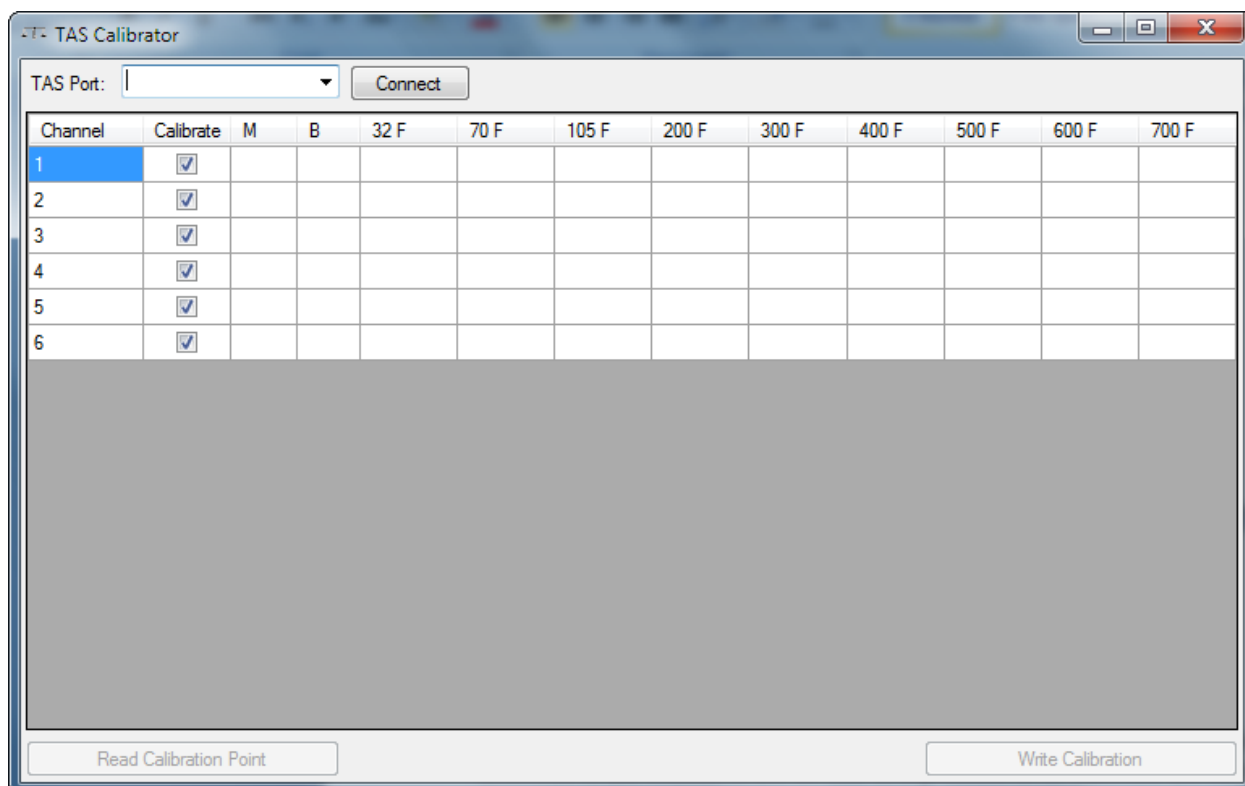 TAS Calibrator
TAS Port: Connect
Channel Calibrate M B 32 F 70 F 105 F 200 F 300 F 400 F 500 F 600 F 700 F
1
2
3
4
5
6
Read Calibration Point Write Calibration